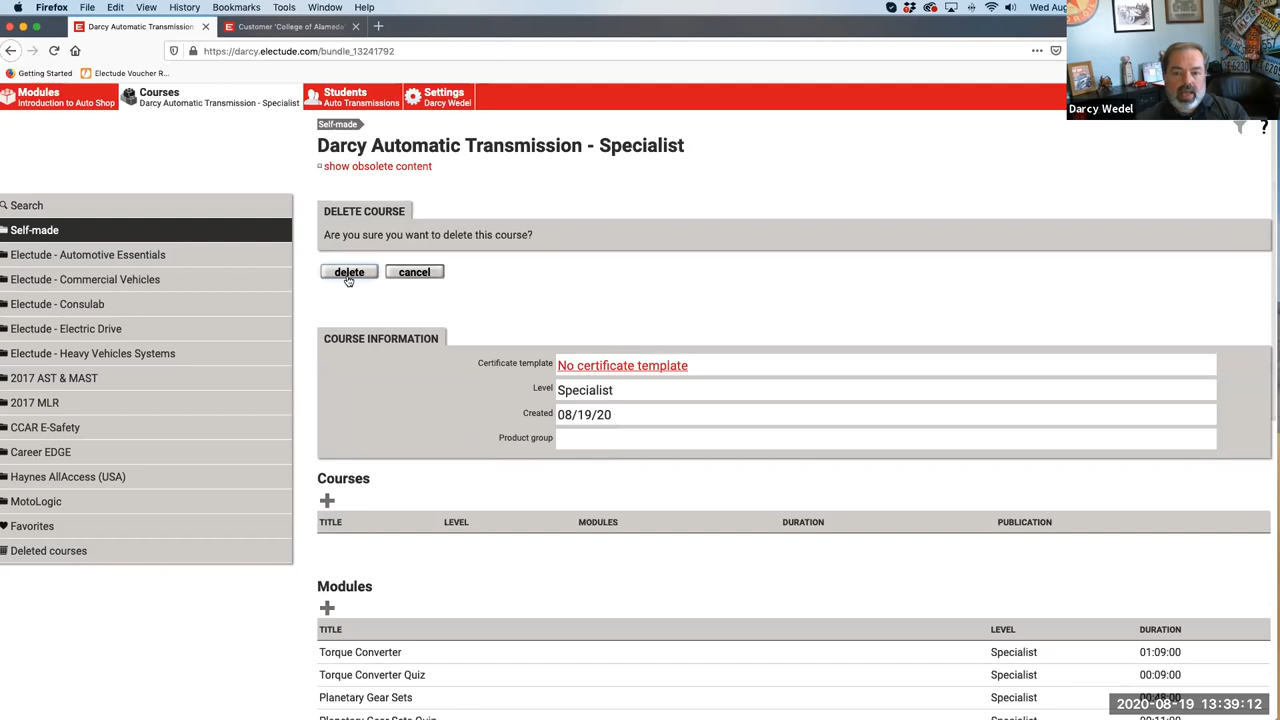 Firefox File Edit View History Bookmarks Tools Window Help
Darcy Automatic Transmission
Customer 'College of Alameda'
https://darcy.electude.com/bundle_13241792
Getting Started Electude Voucher R...
Modules
Introduction to Auto Shop
Courses
Darcy Automatic Transmission - Specialist
Students
Auto Transmissions
Settings
Darcy Wedel
Darcy Wedel
?
Self-made
Darcy Automatic Transmission - Specialist
show obsolete content
Search
Self-made
Electude - Automotive Essentials
Electude - Commercial Vehicles
Electude - Consulab
Electude - Electric Drive
Electude - Heavy Vehicles Systems
2017 AST & MAST
2017 MLR
CCAR E-Safety
Career EDGE
Haynes AllAccess (USA)
MotoLogic
Favorites
Deleted courses
DELETE COURSE
Are you sure you want to delete this course?
delete cancel
COURSE INFORMATION
Certificate template No certificate template
Level Specialist
Created 08/19/20
Product group
Courses
TITLE LEVEL MODULES DURATION PUBLICATION
Modules
TITLE LEVEL DURATION
Torque Converter Specialist 01:09:00
Torque Converter Quiz Specialist 00:09:00
Planetary Gear Sets Specialist
2020-08-19 13:39:12